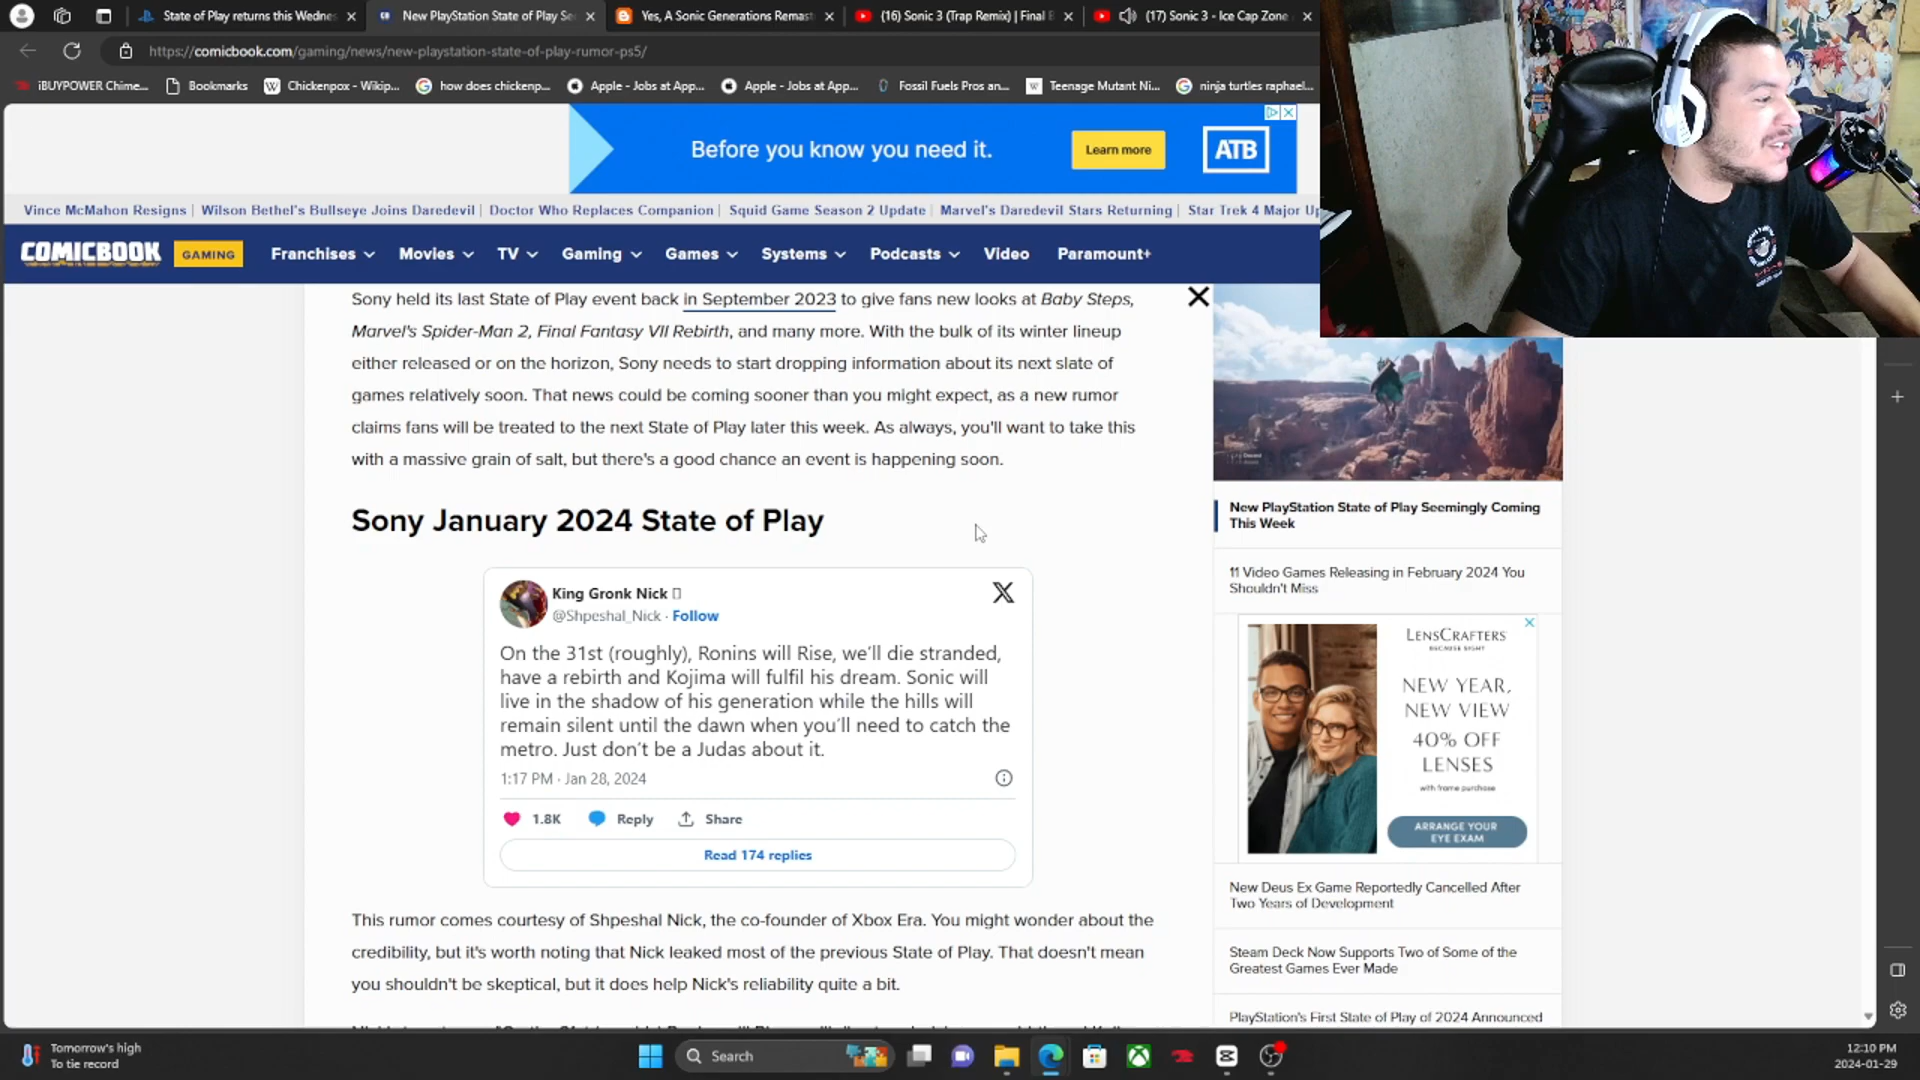 State of Play returns this Wednes
New PlayStation State of Play Se
Yes, A Sonic Generations Remast
(16) Sonic 3 (Trap Remix) | Final B
(17) Sonic 3 - Ice Cap Zone
https://comicbook.com/gaming/news/new-playstation-state-of-play-rumor-ps5/
iBUYPOWER Chime...
Bookmarks
Chickenpox - Wikip...
how does chickenp...
Apple - Jobs at App...
Apple - Jobs at App...
Fossil Fuels Pros an...
Teenage Mutant Ni...
ninja turtles raphael...
Before you know you need it.
Learn more
ATB
Vince McMahon Resigns | Wilson Bethel's Bullseye Joins Daredevil | Doctor Who Replaces Companion | Squid Game Season 2 Update | Marvel's Daredevil Stars Returning | Star Trek 4 Major Up
COMICBOOK GAMING Franchises Movies TV Gaming Games Systems Podcasts Video Paramount+
Sony held its last State of Play event back in September 2023 to give fans new looks at Baby Steps,
Marvel's Spider-Man 2, Final Fantasy VII Rebirth, and many more. With the bulk of its winter lineup
either released or on the horizon, Sony needs to start dropping information about its next slate of
games relatively soon. That news could be coming sooner than you might expect, as a new rumor
claims fans will be treated to the next State of Play later this week. As always, you'll want to take this
with a massive grain of salt, but there's a good chance an event is happening soon.
Sony January 2024 State of Play
King Gronk Nick
@Shpeshal_Nick · Follow
On the 31st (roughly), Ronins will Rise, we'll die stranded,
have a rebirth and Kojima will fulfil his dream. Sonic will
live in the shadow of his generation while the hills will
remain silent until the dawn when you'll need to catch the
metro. Just don't be a Judas about it.
1:17 PM · Jan 28, 2024
1.8K Reply Share
Read 174 replies
This rumor comes courtesy of Shpeshal Nick, the co-founder of Xbox Era. You might wonder about the
credibility, but it's worth noting that Nick leaked most of the previous State of Play. That doesn't mean
you shouldn't be skeptical, but it does help Nick's reliability quite a bit.
New PlayStation State of Play Seemingly Coming
This Week
11 Video Games Releasing in February 2024 You
Shouldn't Miss
LENSCRAFTERS
BECAUSE SIGHT
NEW YEAR,
NEW VIEW
40% OFF
LENSES
with frame purchase
ARRANGE YOUR
EYE EXAM
New Deus Ex Game Reportedly Cancelled After
Two Years of Development
Steam Deck Now Supports Two of Some of the
Greatest Games Ever Made
PlayStation's First State of Play of 2024 Announced
Tomorrow's high
To tie record
Search
12:10 PM
2024-01-29